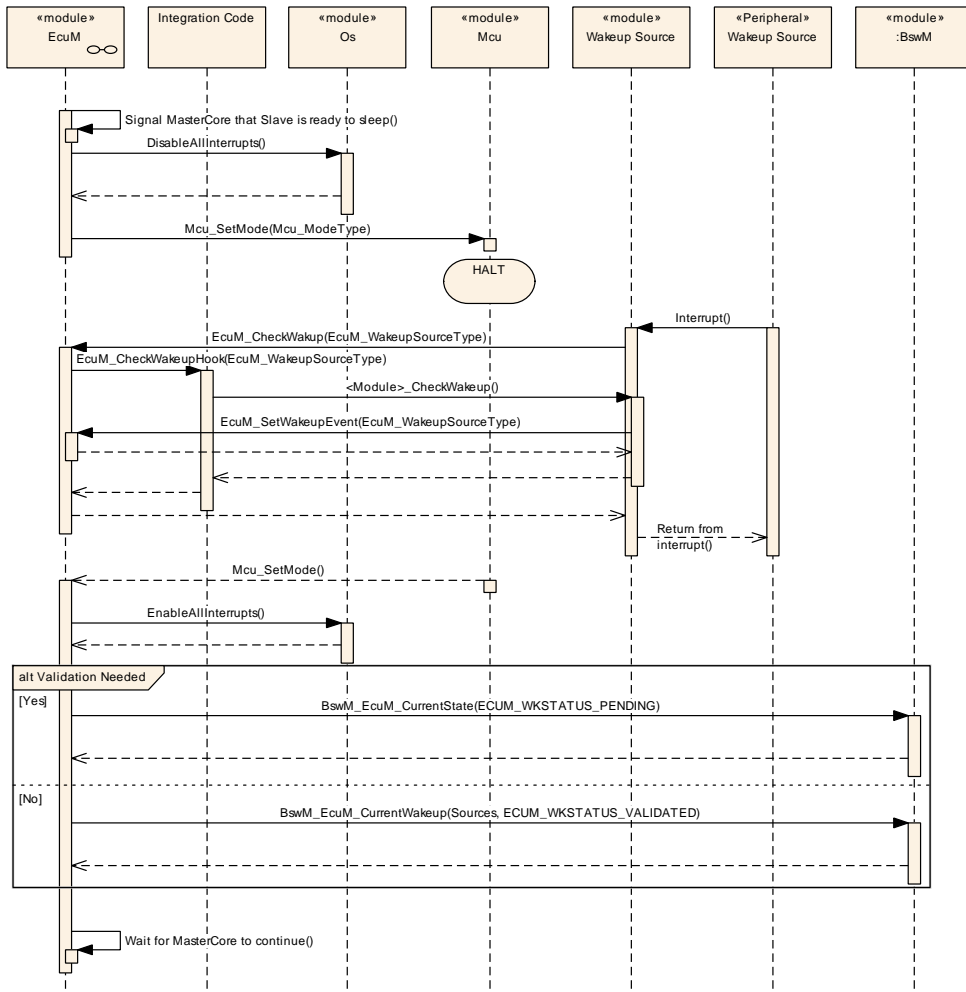 «module»
EcuM
Integration Code
«module»
Os
«module»
Mcu
«module»
Wakeup Source
«Peripheral»
Wakeup Source
«module»
:BswM
Signal MasterCore that Slave is ready to sleep()
DisableAllInterrupts()
Mcu_SetMode(Mcu_ModeType)
HALT
Interrupt()
EcuM_CheckWakup(EcuM_WakeupSourceType)
EcuM_CheckWakeupHook(EcuM_WakeupSourceType)
<Module>_CheckWakeup()
EcuM_SetWakeupEvent(EcuM_WakeupSourceType)
Return from
interrupt()
Mcu_SetMode()
EnableAllInterrupts()
alt Validation Needed
[Yes]
BswM_EcuM_CurrentState(ECUM_WKSTATUS_PENDING)
[No]
BswM_EcuM_CurrentWakeup(Sources, ECUM_WKSTATUS_VALIDATED)
Wait for MasterCore to continue()